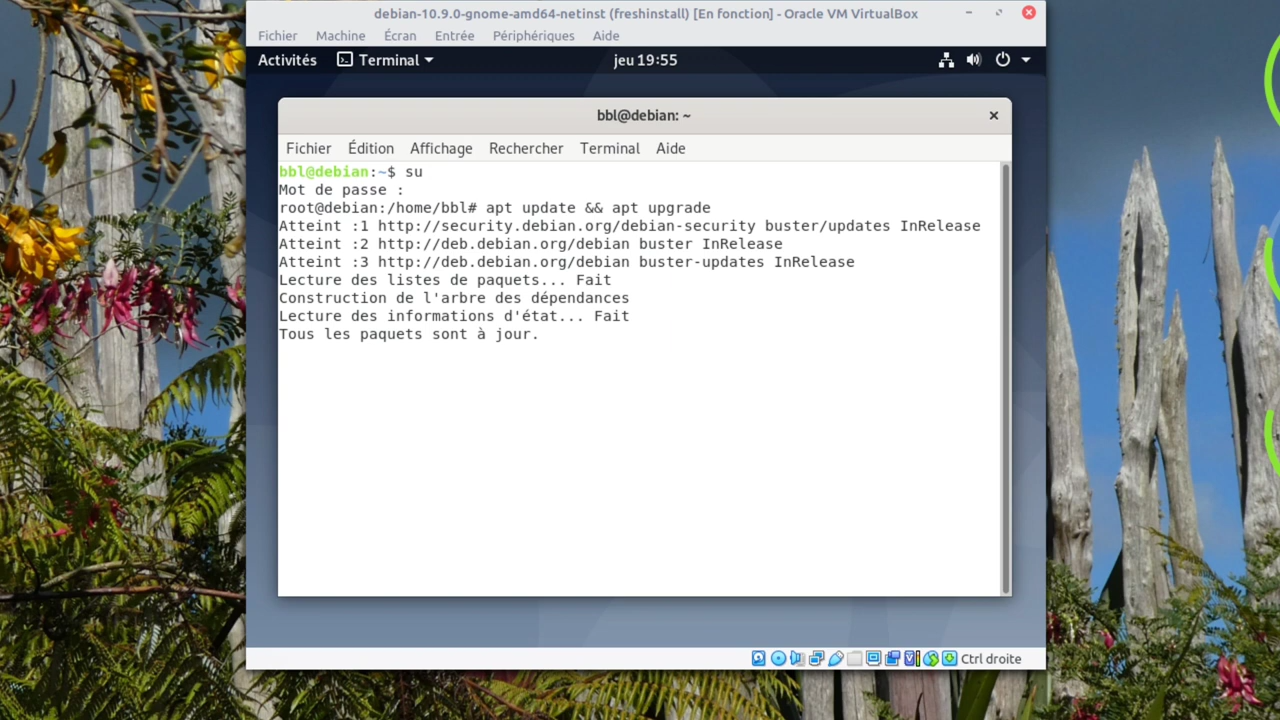 debian-10.9.0-gnome-amd64-netinst (freshinstall) [En fonction] - Oracle VM VirtualBox
Fichier Machine Écran Entrée Périphériques Aide
Activités Terminal jeu 19:55
bbl@debian: ~
Fichier Édition Affichage Rechercher Terminal Aide
bbl@debian:~$ su
Mot de passe :
root@debian:/home/bbl# apt update && apt upgrade
Atteint :1 http://security.debian.org/debian-security buster/updates InRelease
Atteint :2 http://deb.debian.org/debian buster InRelease
Atteint :3 http://deb.debian.org/debian buster-updates InRelease
Lecture des listes de paquets... Fait
Construction de l'arbre des dépendances
Lecture des informations d'état... Fait
Tous les paquets sont à jour.
Ctrl droite